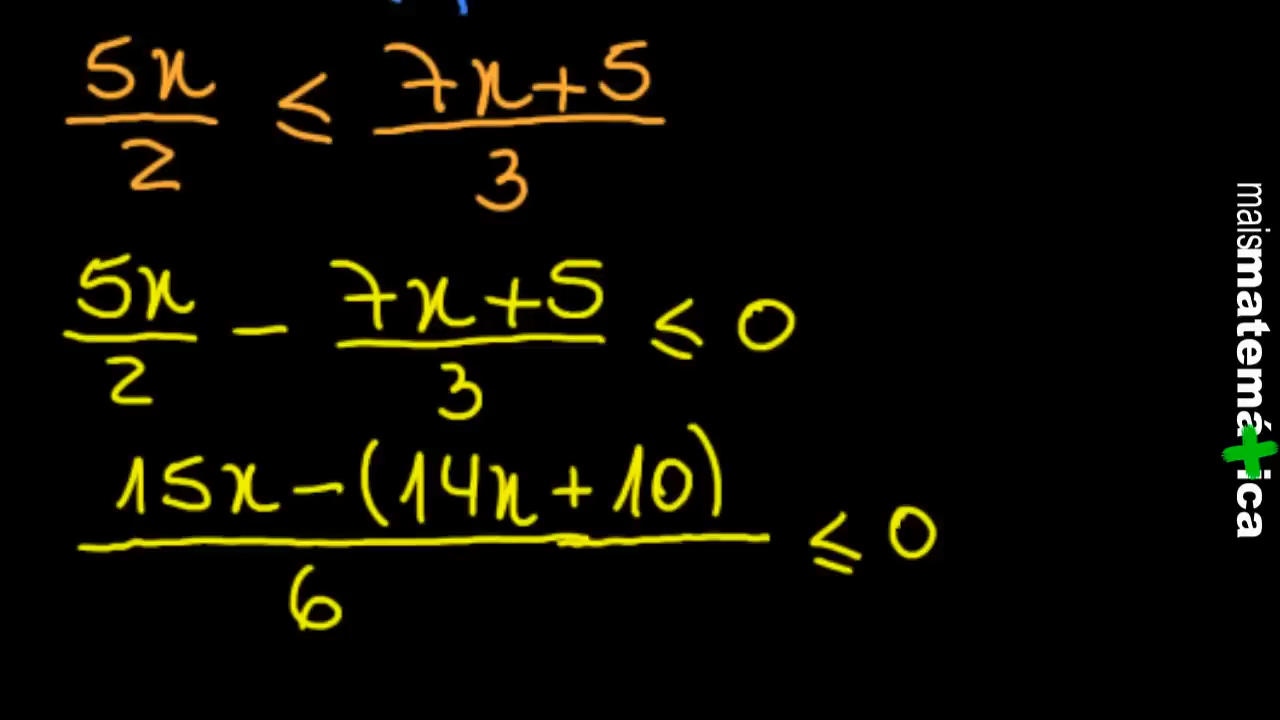 5x/2 ≤ 7x+5/3
5x/2 - 7x+5/3 ≤ 0
15x-(14x+10)/6 ≤ 0
maismatemática